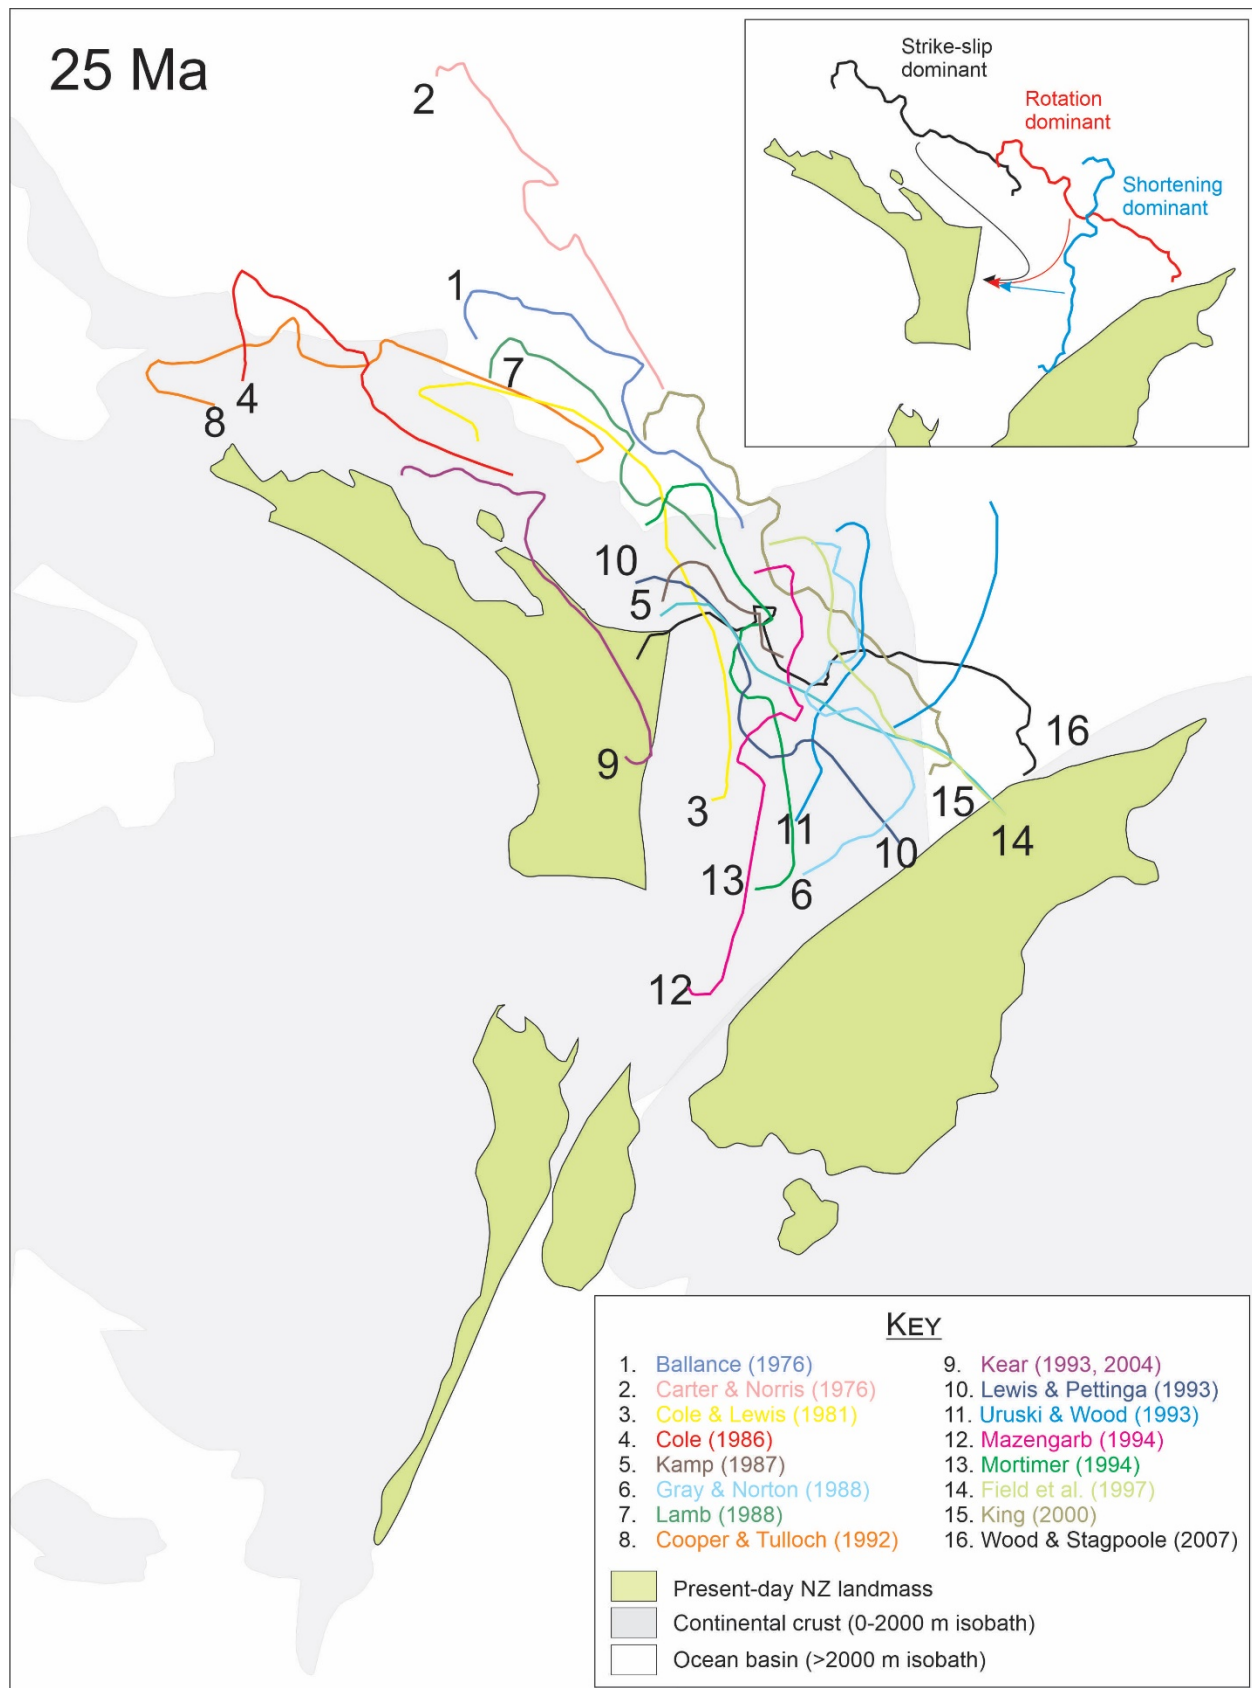 25 Ma
Strike-slip
dominant
Rotation
dominant
Shortening
dominant
2
1
7
4
8
10
5
9
3
11
10
15
14
16
13
6
12
KEY
1. Ballance (1976)
2. Carter & Norris (1976)
3. Cole & Lewis (1981)
4. Cole (1986)
5. Kamp (1987)
6. Gray & Norton (1988)
7. Lamb (1988)
8. Cooper & Tulloch (1992)
9. Kear (1993, 2004)
10. Lewis & Pettinga (1993)
11. Uruski & Wood (1993)
12. Mazengarb (1994)
13. Mortimer (1994)
14. Field et al. (1997)
15. King (2000)
16. Wood & Stagpoole (2007)
Present-day NZ landmass
Continental crust (0-2000 m isobath)
Ocean basin (>2000 m isobath)